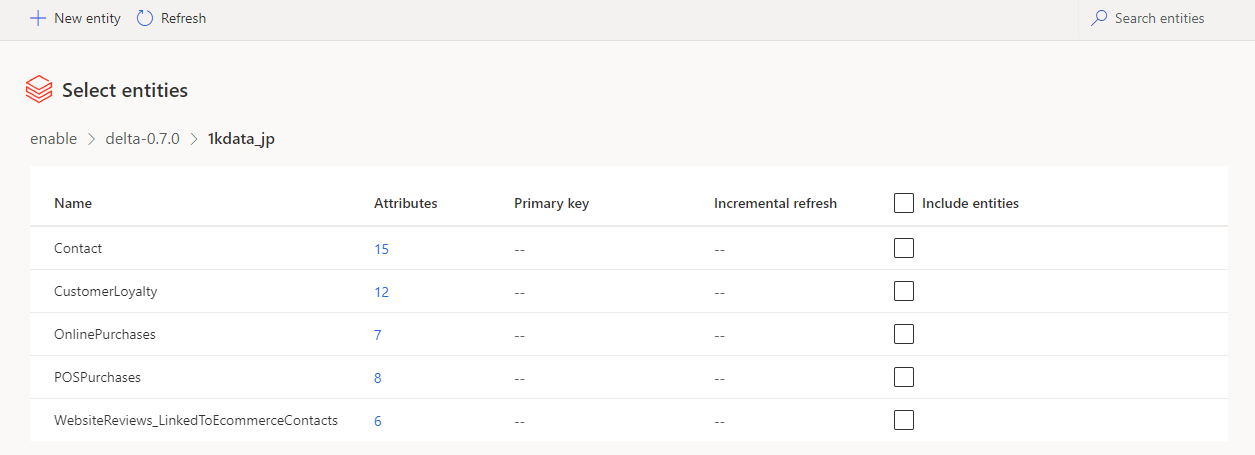 New entity Refresh Search entities
Select entities
enable > delta-0.7.0 > 1kdata_jp
Name Attributes Primary key Incremental refresh Include entities
Contact 15 -- --
CustomerLoyalty 12 -- --
OnlinePurchases 7 -- --
POSPurchases 8 -- --
WebsiteReviews_LinkedToEcommerceContacts 6 -- --